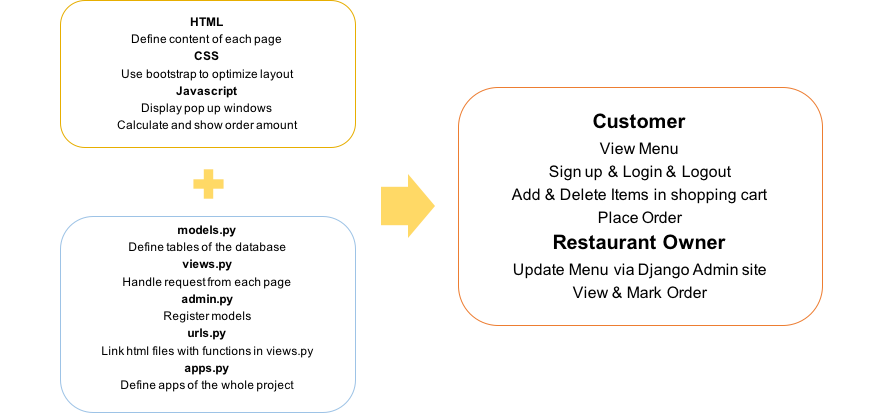 HTML
Define content of each page
CSS
Use bootstrap to optimize layout
Javascript
Display pop up windows
Calculate and show order amount
models.py
Define tables of the database
views.py
Handle request from each page
admin.py
Register models
urls.py
Link html files with functions in views.py
apps.py
Define apps of the whole project
Customer
View Menu
Sign up & Login & Logout
Add & Delete Items in shopping cart
Place Order
Restaurant Owner
Update Menu via Django Admin site
View & Mark Order